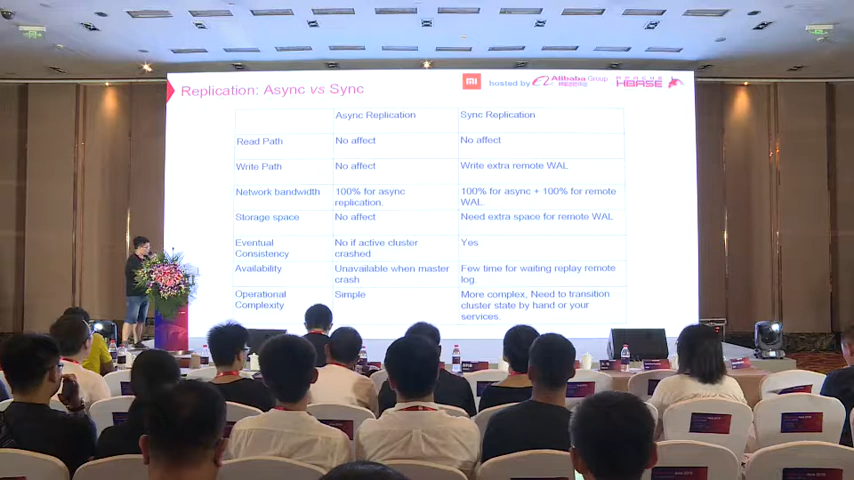 Replication: Async vs Sync
MI hosted by Alibaba Group APACHE HBASE
Async Replication Sync Replication
Read Path No affect No affect
Write Path No affect Write extra remote WAL
Network bandwidth 100% for async replication. 100% for async + 100% for remote WAL.
Storage space No affect Need extra space for remote WAL
Eventual Consistency No if active cluster crashed Yes
Availability Unavailable when master crash Few time for waiting replay remote log.
Operational Complexity Simple More complex, Need to transition cluster state by hand or your services.